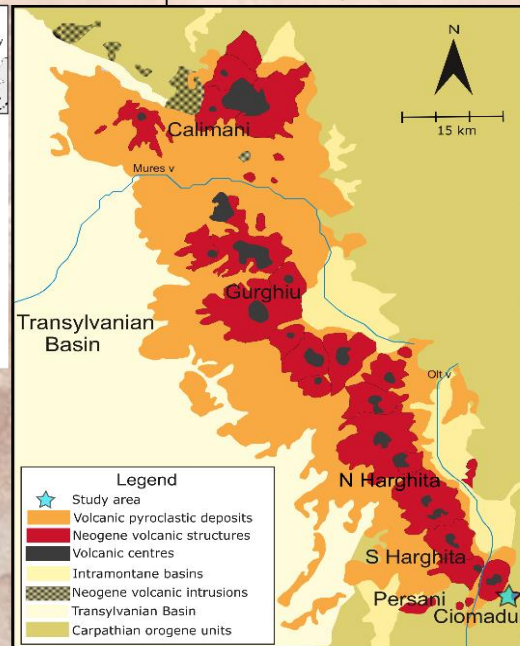 N
15 km
Calimani
Mures v
Gurghiu
Transylvanian
Basin
Olt v
N Harghita
S Harghita
Persani
Ciomadu
Legend
Study area
Volcanic pyroclastic deposits
Neogene volcanic structures
Volcanic centres
Intramontane basins
Neogene volcanic intrusions
Transylvanian Basin
Carpathian orogene units